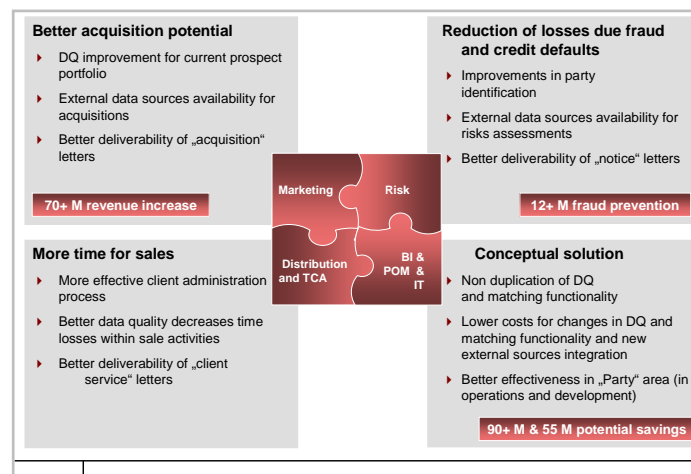 Better acquisition potential
DQ improvement for current prospect
portfolio
External data sources availability for
acquisitions
Better deliverability of „acquisition“
letters
70+ M revenue increase
Reduction of losses due fraud
and credit defaults
Improvements in party
identification
External data sources availability for
risks assessments
Better deliverability of „notice“ letters
12+ M fraud prevention
Marketing
Risk
Distribution
and TCA
BI &
POM &
IT
More time for sales
More effective client administration
process
Better data quality decreases time
losses within sale activities
Better deliverability of „client
service“ letters
Conceptual solution
Non duplication of DQ
and matching functionality
Lower costs for changes in DQ and
matching functionality and new
external sources integration
Better effectiveness in „Party“ area (in
operations and development)
90+ M & 55 M potential savings